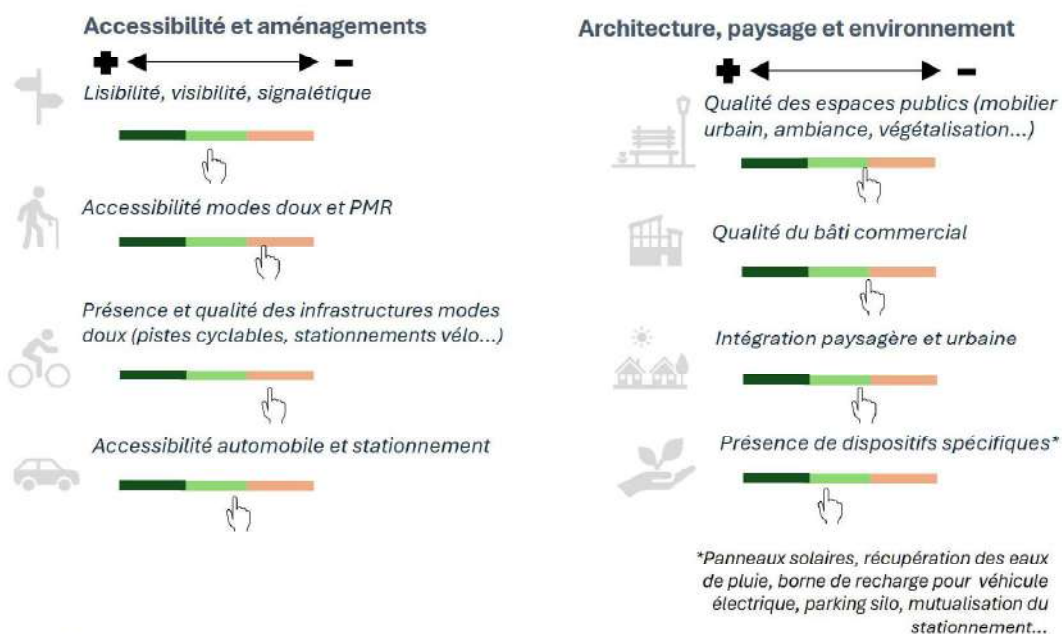 Accessibilité et aménagements
+ -
Lisibilité, visibilité, signalétique
Accessibilité modes doux et PMR
Présence et qualité des infrastructures modes
doux (pistes cyclables, stationnements vélo...)
Accessibilité automobile et stationnement
Architecture, paysage et environnement
+ -
Qualité des espaces publics (mobilier
urbain, ambiance, végétalisation...)
Qualité du bâti commercial
Intégration paysagère et urbaine
Présence de dispositifs spécifiques*
*Panneaux solaires, récupération des eaux
de pluie, borne de recharge pour véhicule
électrique, parking silo, mutualisation du
stationnement...